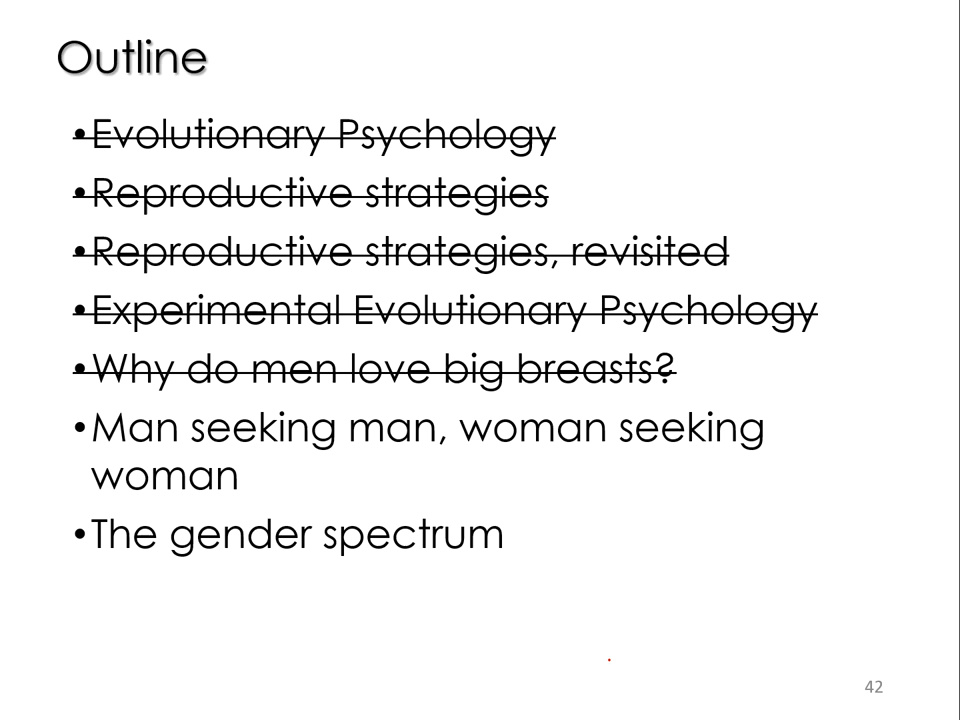 Outline
•Evolutionary Psychology
•Reproductive strategies
•Reproductive strategies, revisited
•Experimental Evolutionary Psychology
•Why do men love big breasts?
•Man seeking man, woman seeking
woman
•The gender spectrum
42